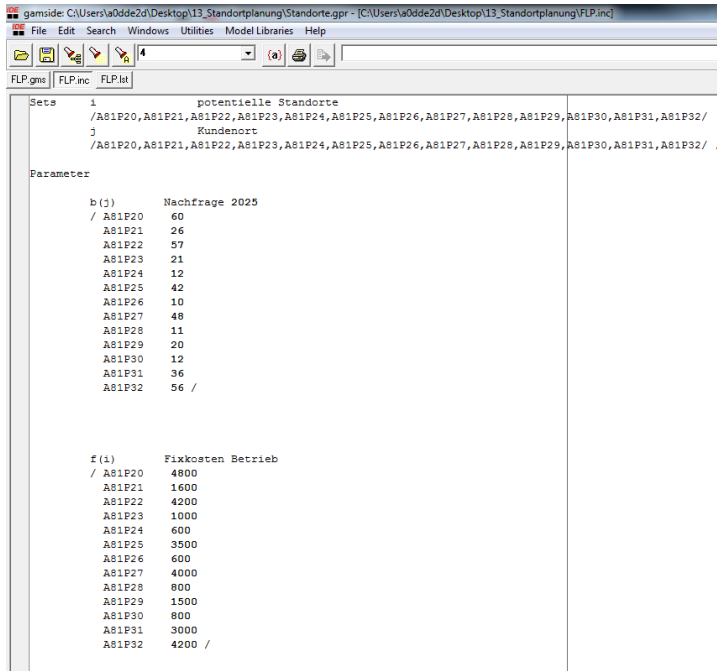 gamside: C:\Users\a0dde2d\Desktop\13_Standortplanung\Standorte.gpr - [C:\Users\a0dde2d\Desktop\13_Standortplanung\FLP.inc]
IDE File Edit Search Windows Utilities Model Libraries Help
4 {a}
FLP.gms FLP.inc FLP.lst
Sets i potentielle Standorte
/A81P20,A81P21,A81P22,A81P23,A81P24,A81P25,A81P26,A81P27,A81P28,A81P29,A81P30,A81P31,A81P32/
j Kundenort
/A81P20,A81P21,A81P22,A81P23,A81P24,A81P25,A81P26,A81P27,A81P28,A81P29,A81P30,A81P31,A81P32/
Parameter
b(j) Nachfrage 2025
/ A81P20 60
A81P21 26
A81P22 57
A81P23 21
A81P24 12
A81P25 42
A81P26 10
A81P27 48
A81P28 11
A81P29 20
A81P30 12
A81P31 36
A81P32 56 /
f(i) Fixkosten Betrieb
/ A81P20 4800
A81P21 1600
A81P22 4200
A81P23 1000
A81P24 600
A81P25 3500
A81P26 600
A81P27 4000
A81P28 800
A81P29 1500
A81P30 800
A81P31 3000
A81P32 4200 /